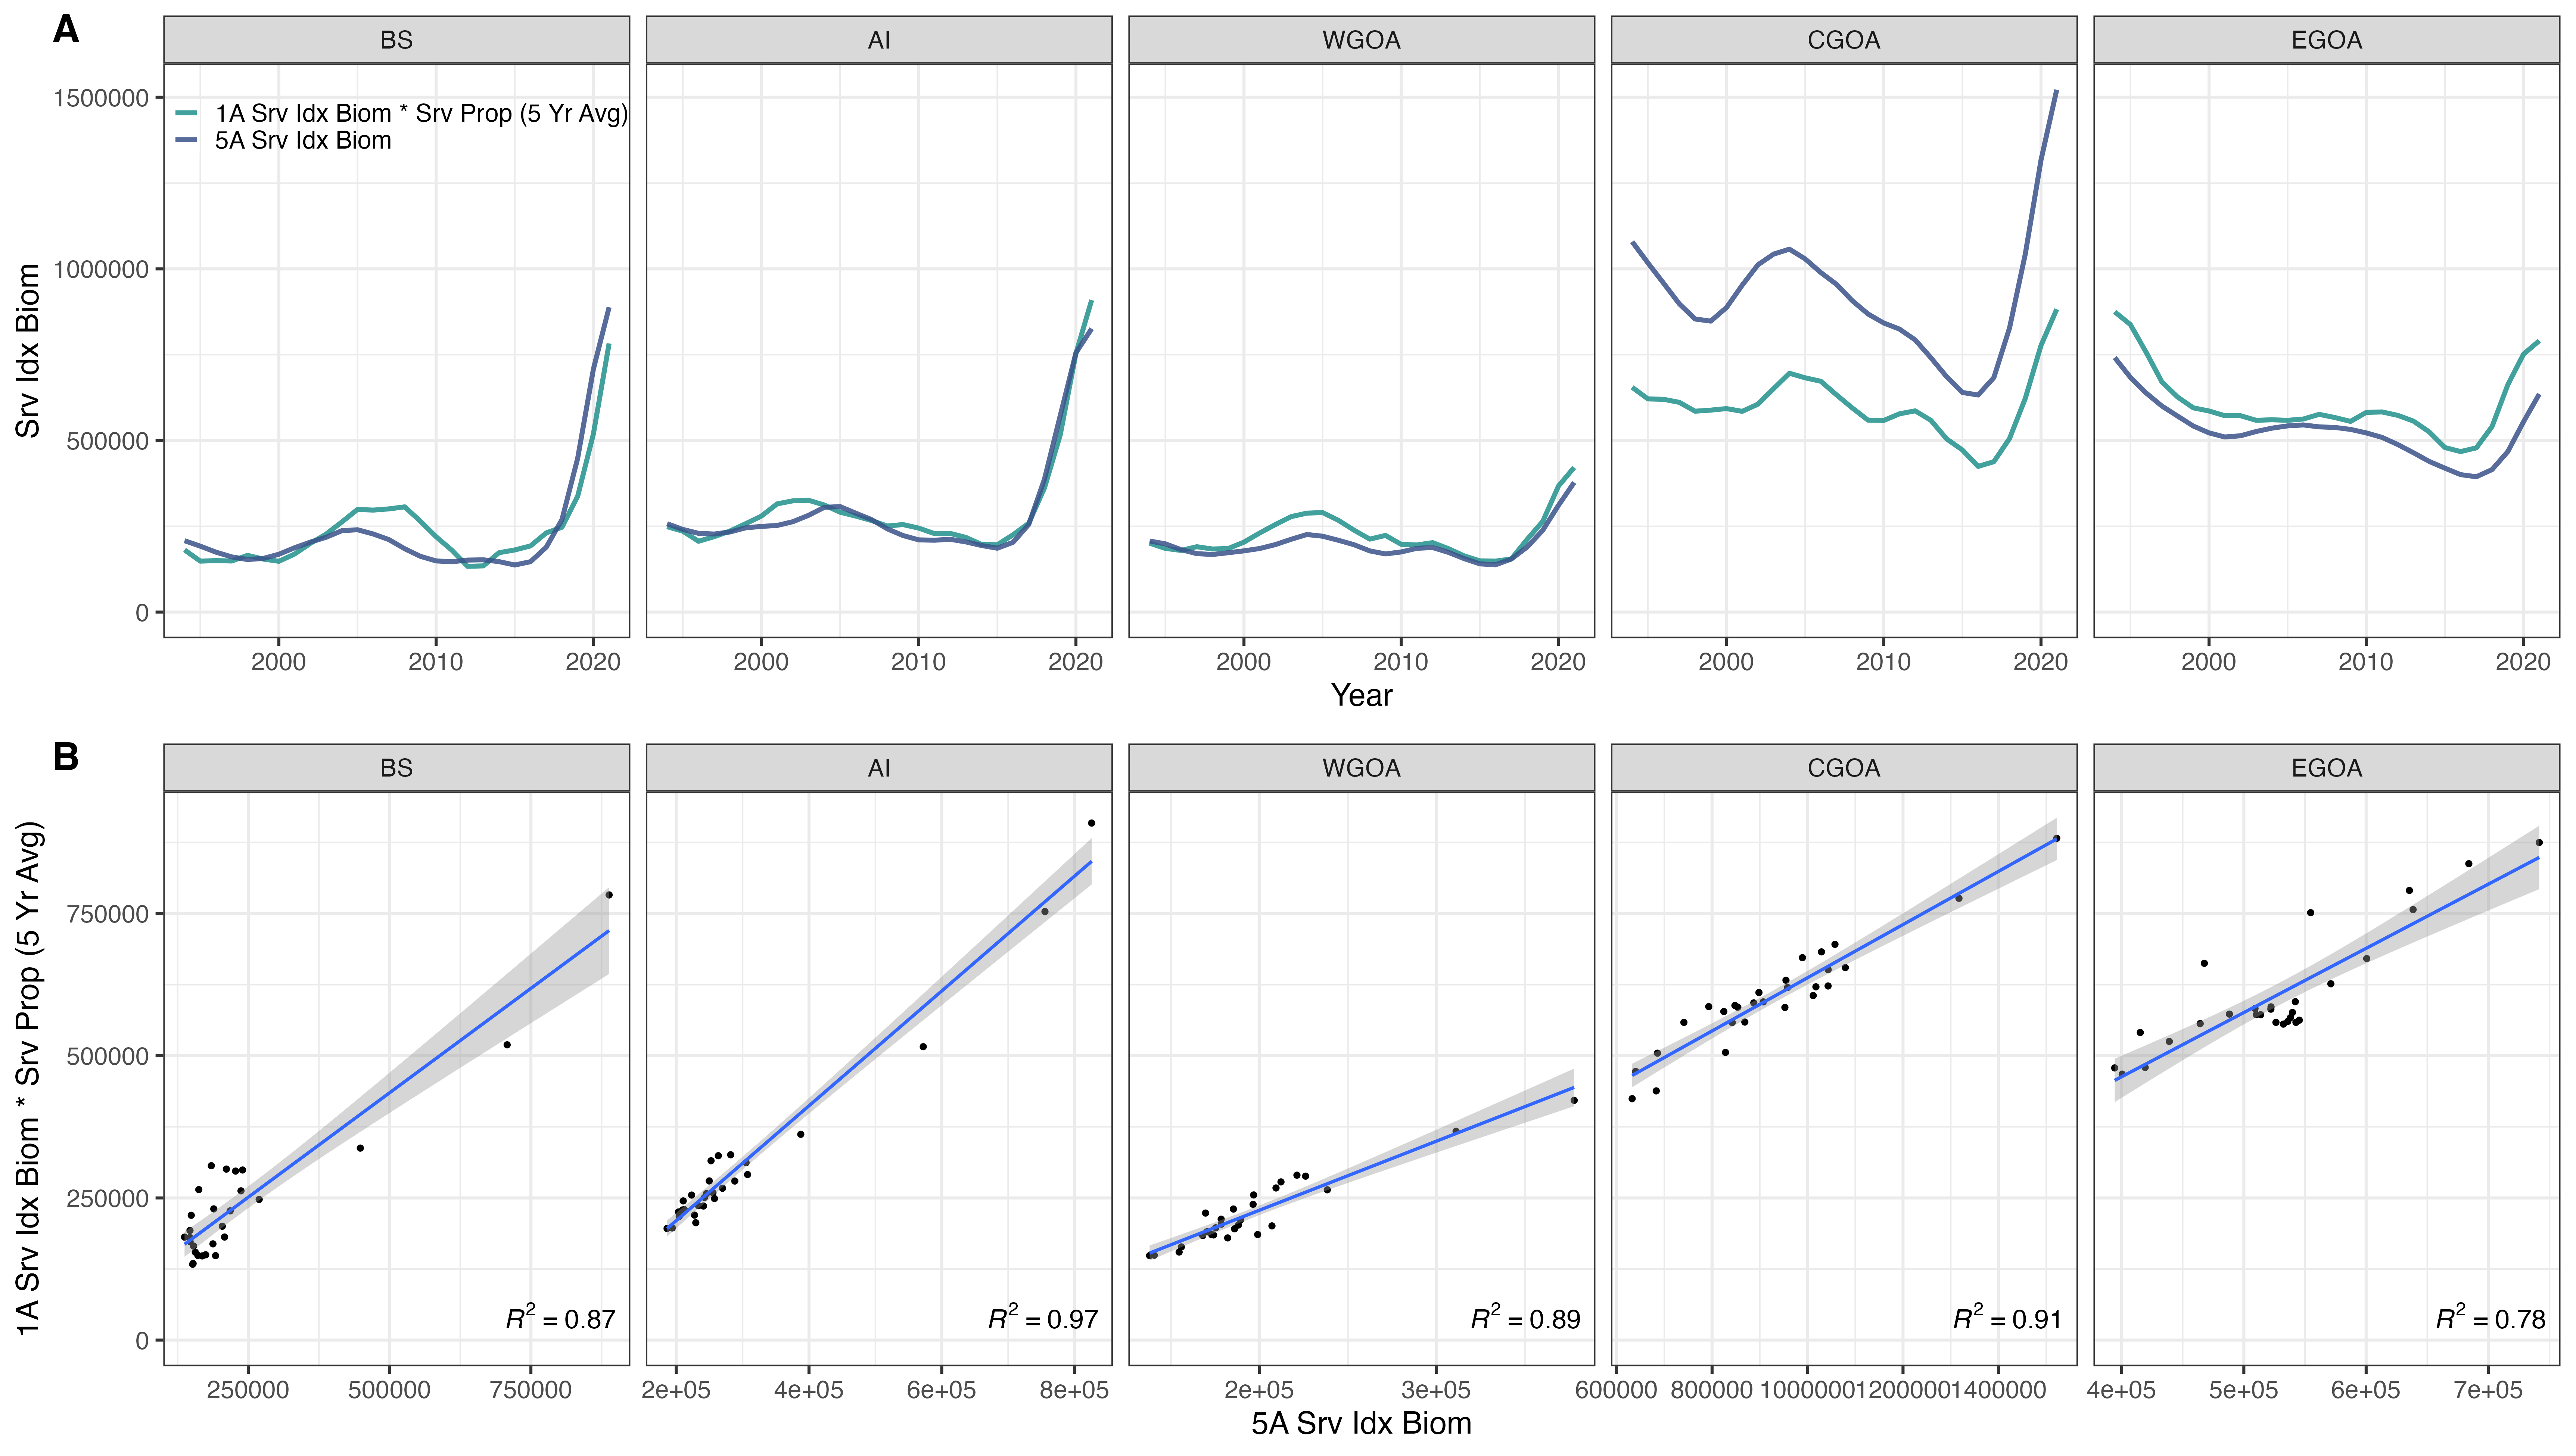 A
BS AI WGOA CGOA EGOA
Srv Idx Biom
1500000
1000000
500000
0
1A Srv Idx Biom * Srv Prop (5 Yr Avg)
5A Srv Idx Biom
2000 2010 2020 2000 2010 2020 2000 2010 2020 2000 2010 2020 2000 2010 2020
Year
B
BS AI WGOA CGOA EGOA
1A Srv Idx Biom * Srv Prop (5 Yr Avg)
750000
500000
250000
0
R² = 0.87 R² = 0.97 R² = 0.89 R² = 0.91 R² = 0.78
250000 500000 750000 2e+05 4e+05 6e+05 8e+05 2e+05 3e+05 600000 800000 1000000 1200000 1400000 4e+05 5e+05 6e+05 7e+05
5A Srv Idx Biom